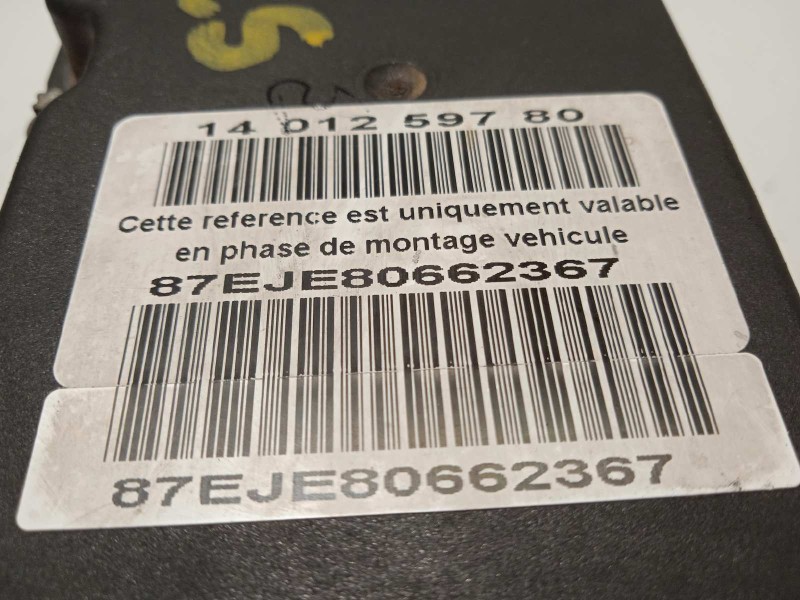 14 012 597 80
Cette reference est uniquement valable
en phase de montage vehicule
87EJE80662367
87EJE80662367